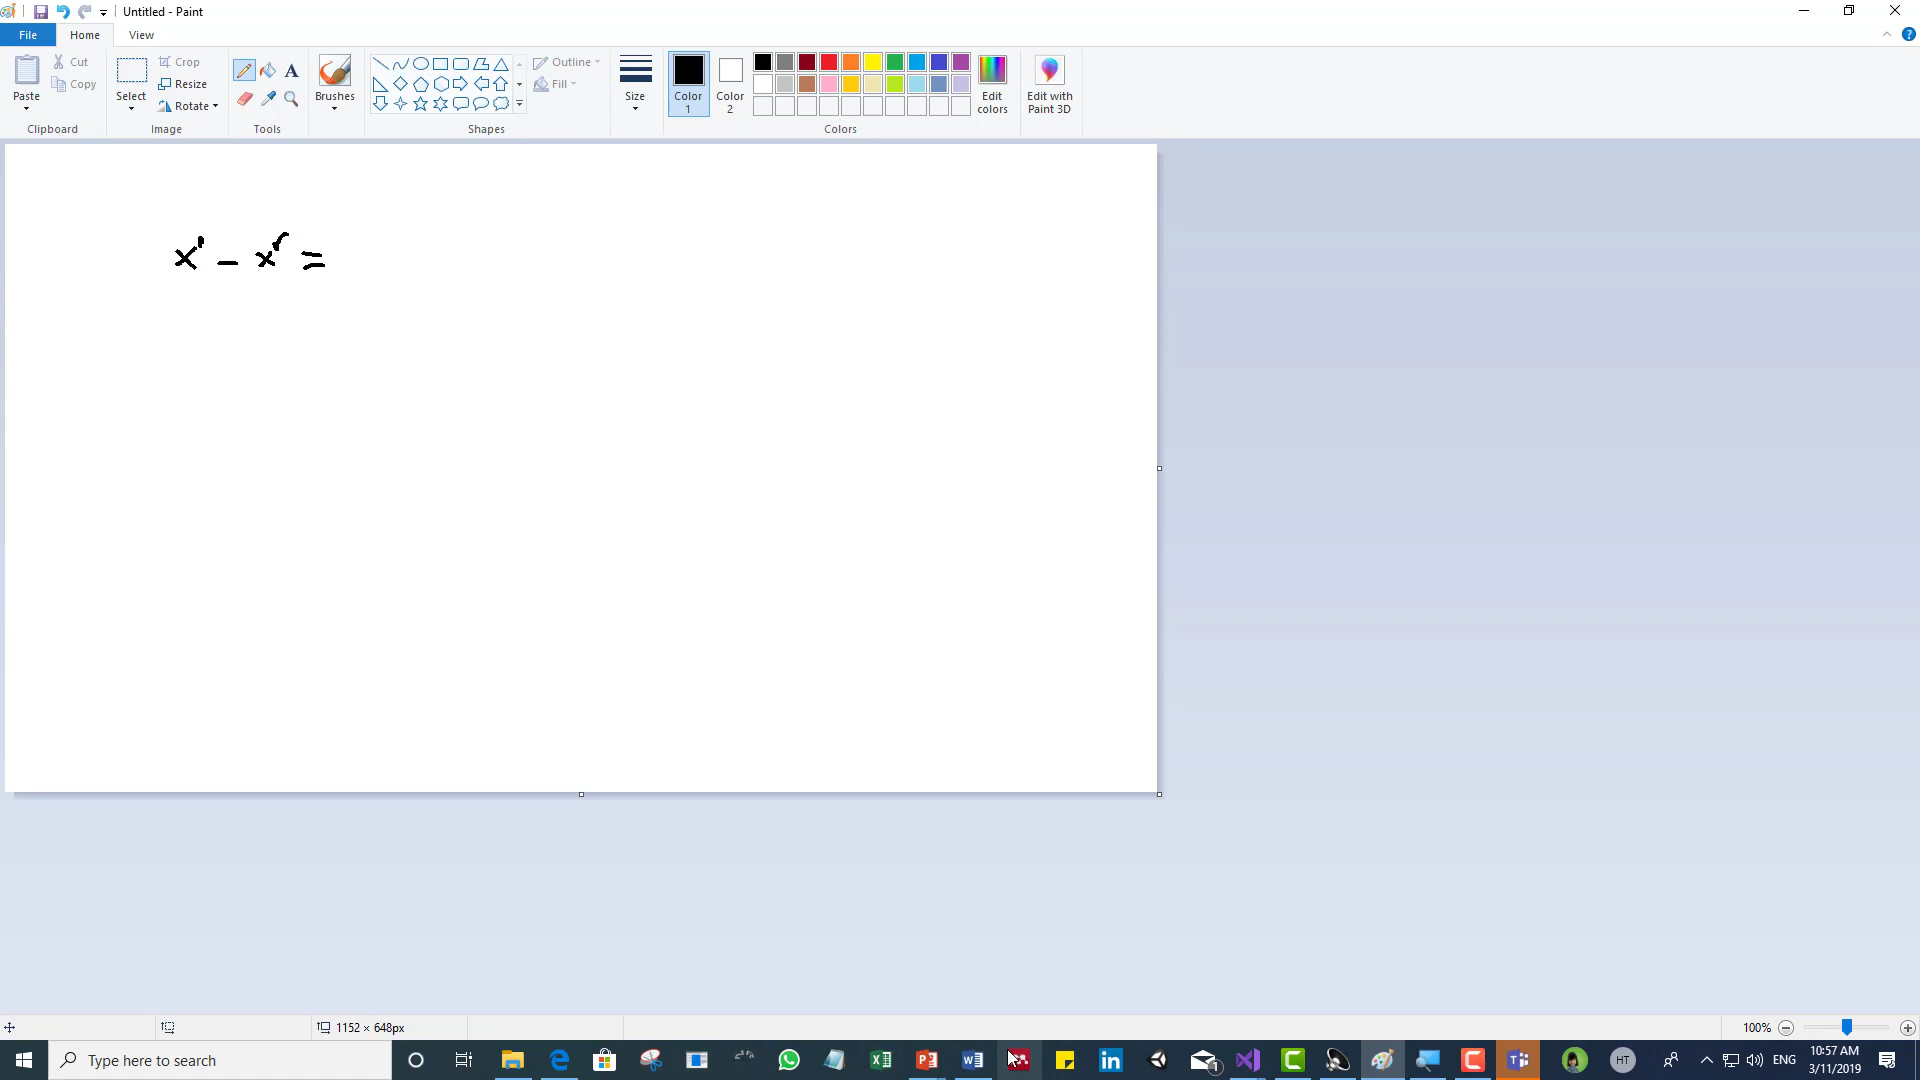 Untitled - Paint
File Home View
Paste
Cut
Copy
Clipboard
Select
Crop
Resize
Rotate
Image
Tools
Brushes
Shapes
Outline
Fill
Size
Color 1
Color 2
Edit colors
Colors
Edit with Paint 3D
x' - x =
1152 × 648px
100%
Type here to search
HT
ENG
10:57 AM
3/11/2019